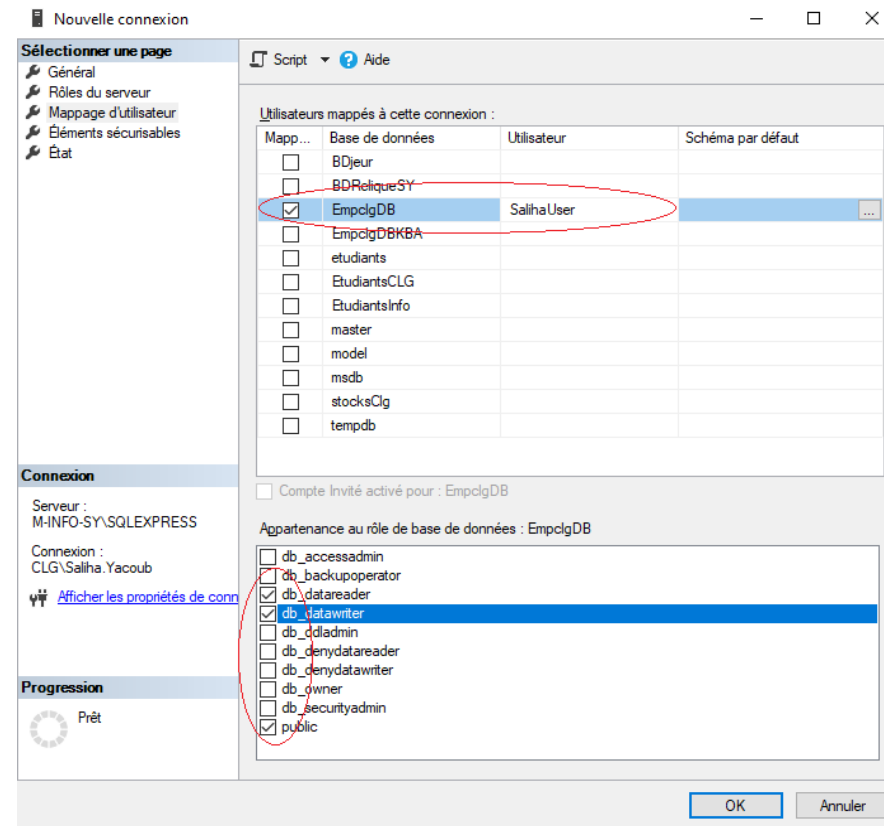 Nouvelle connexion
Sélectionner une page
Général
Rôles du serveur
Mappage d'utilisateur
Éléments sécurisables
État
Script
Aide
Utilisateurs mappés à cette connexion :
Mapp... Base de données Utilisateur Schéma par défaut
BDjeur
BDReliqueSY
EmpclgDB SalihaUser ...
EmpclgDBKBA
etudiants
EtudiantsCLG
EtudiantsInfo
master
model
msdb
stocksClg
tempdb
Compte Invité activé pour : EmpclgDB
Appartenance au rôle de base de données : EmpclgDB
db_accessadmin
db_backupoperator
db_datareader
db_datawriter
db_ddladmin
db_denydatareader
db_denydatawriter
db_owner
db_securityadmin
public
Connexion
Serveur :
M-INFO-SY\SQLEXPRESS
Connexion :
CLG\Saliha.Yacoub
Afficher les propriétés de conn
Progression
Prêt
OK Annuler